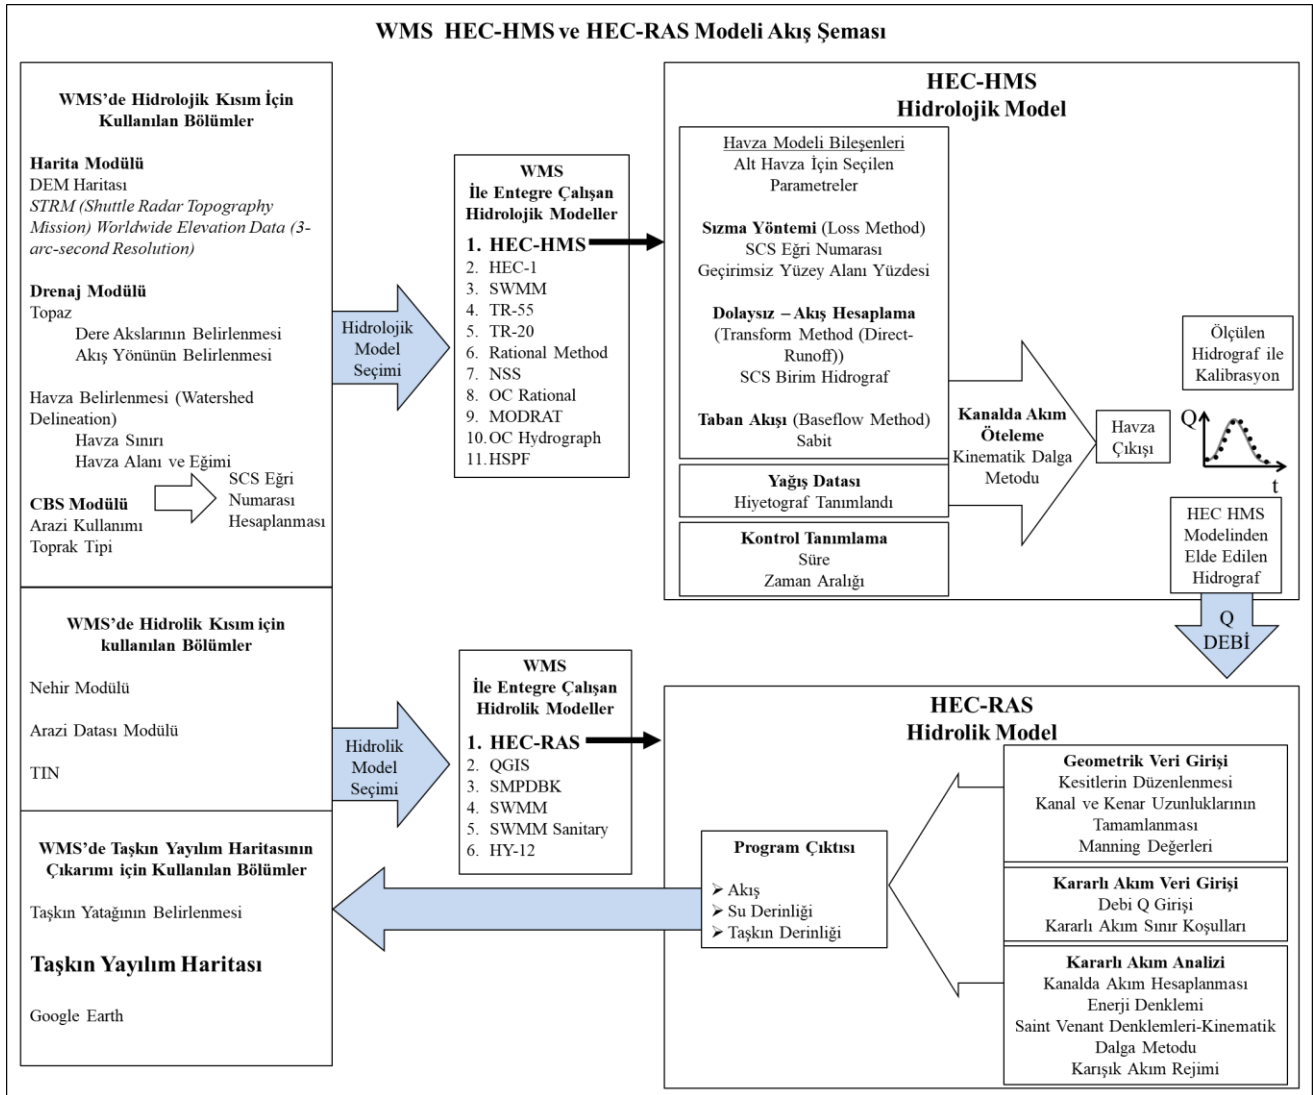 WMS HEC-HMS ve HEC-RAS Modeli Akış Şeması
WMS'de Hidrolojik Kısım İçin
Kullanılan Bölümler
Harita Modülü
DEM Haritası
STRM (Shuttle Radar Topography
Mission) Worldwide Elevation Data (3-
arc-second Resolution)
Drenaj Modülü
Topaz
Dere Akslarının Belirlenmesi
Akış Yönünün Belirlenmesi
Havza Belirlenmesi (Watershed
Delineation)
Havza Sınırı
Havza Alanı ve Eğimi
CBS Modülü
Arazi Kullanımı
Toprak Tipi
SCS Eğri
Numarası
Hesaplanması
Hidrolojik
Model
Seçimi
WMS
İle Entegre Çalışan
Hidrolojik Modeller
1. HEC-HMS
2. HEC-1
3. SWMM
4. TR-55
5. TR-20
6. Rational Method
7. NSS
8. OC Rational
9. MODRAT
10. OC Hydrograph
11. HSPF
HEC-HMS
Hidrolojik Model
Havza Modeli Bileşenleri
Alt Havza İçin Seçilen
Parametreler
Sızma Yöntemi (Loss Method)
SCS Eğri Numarası
Geçirimsiz Yüzey Alanı Yüzdesi
Dolaysız – Akış Hesaplama
(Transform Method (Direct-
Runoff))
SCS Birim Hidrograf
Taban Akışı (Baseflow Method)
Sabit
Yağış Datası
Hiyetograf Tanımlandı
Kontrol Tanımlama
Süre
Zaman Aralığı
Kanalda Akım
Öteleme
Kinematik Dalga
Metodu
Havza
Çıkışı
Ölçülen
Hidrograf ile
Kalibrasyon
Q
t
HEC HMS
Modelinden
Elde Edilen
Hidrograf
Q
DEBİ
WMS'de Hidrolik Kısım için
kullanılan Bölümler
Nehir Modülü
Arazi Datası Modülü
TIN
Hidrolik
Model
Seçimi
WMS
İle Entegre Çalışan
Hidrolik Modeller
1. HEC-RAS
2. QGIS
3. SMPDBK
4. SWMM
5. SWMM Sanitary
6. HY-12
HEC-RAS
Hidrolik Model
Geometrik Veri Girişi
Kesitlerin Düzenlenmesi
Kanal ve Kenar Uzunluklarının
Tamamlanması
Manning Değerleri
Kararlı Akım Veri Girişi
Debi Q Girişi
Kararlı Akım Sınır Koşulları
Kararlı Akım Analizi
Kanalda Akım Hesaplanması
Enerji Denklemi
Saint Venant Denklemleri-Kinematik
Dalga Metodu
Karışık Akım Rejimi
Program Çıktısı
➢ Akış
➢ Su Derinliği
➢ Taşkın Derinliği
WMS'de Taşkın Yayılım Haritasının
Çıkarımı için Kullanılan Bölümler
Taşkın Yatağının Belirlenmesi
Taşkın Yayılım Haritası
Google Earth